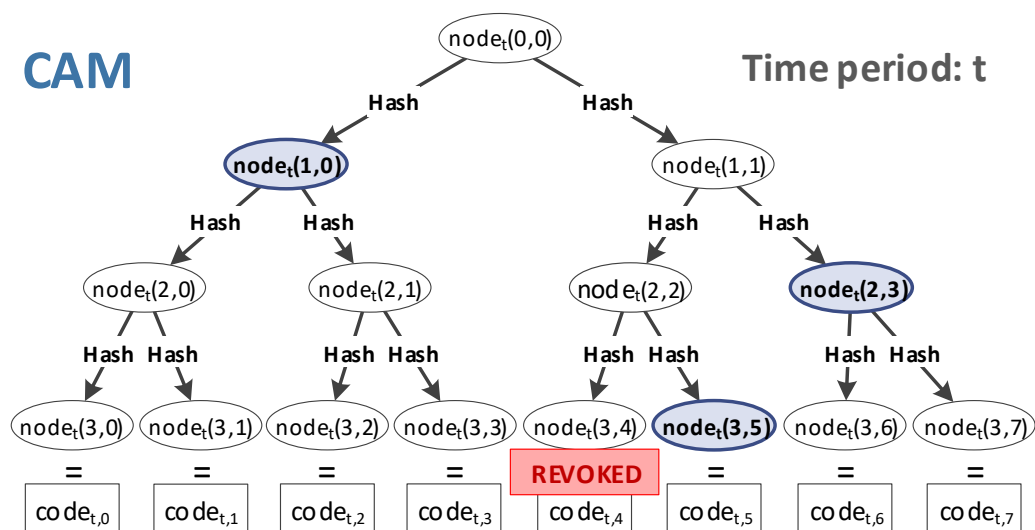 node_t(0,0)
CAM
Time period: t
Hash Hash
node_t(1,0) node_t(1,1)
Hash Hash Hash Hash
node_t(2,0) node_t(2,1) node_t(2,2) node_t(2,3)
Hash Hash Hash Hash Hash Hash Hash Hash
node_t(3,0) node_t(3,1) node_t(3,2) node_t(3,3) node_t(3,4) node_t(3,5) node_t(3,6) node_t(3,7)
= = = = REVOKED = = =
code_t,0 code_t,1 code_t,2 code_t,3 code_t,4 code_t,5 code_t,6 code_t,7